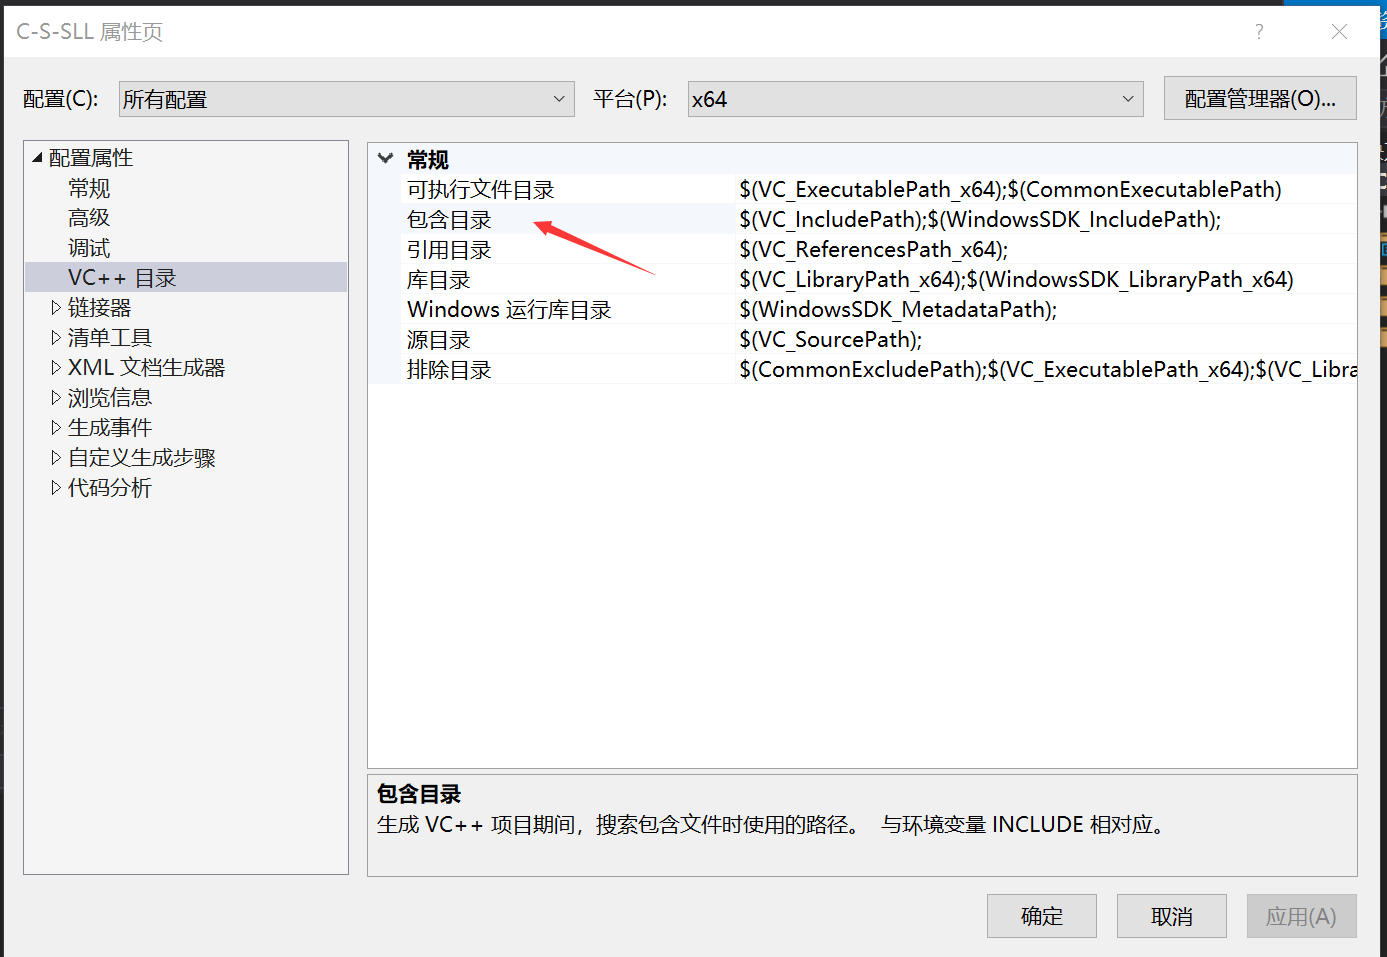 C-S-SLL 属性页
配置(C): 所有配置 平台(P): x64 配置管理器(O)...
配置属性
常规
高级
调试
VC++ 目录
链接器
清单工具
XML 文档生成器
浏览信息
生成事件
自定义生成步骤
代码分析
常规
可执行文件目录 $(VC_ExecutablePath_x64);$(CommonExecutablePath)
包含目录 $(VC_IncludePath);$(WindowsSDK_IncludePath);
引用目录 $(VC_ReferencesPath_x64);
库目录 $(VC_LibraryPath_x64);$(WindowsSDK_LibraryPath_x64)
Windows 运行库目录 $(WindowsSDK_MetadataPath);
源目录 $(VC_SourcePath);
排除目录 $(CommonExcludePath);$(VC_ExecutablePath_x64);$(VC_Libra
包含目录
生成 VC++ 项目期间，搜索包含文件时使用的路径。 与环境变量 INCLUDE 相对应。
确定 取消 应用(A)